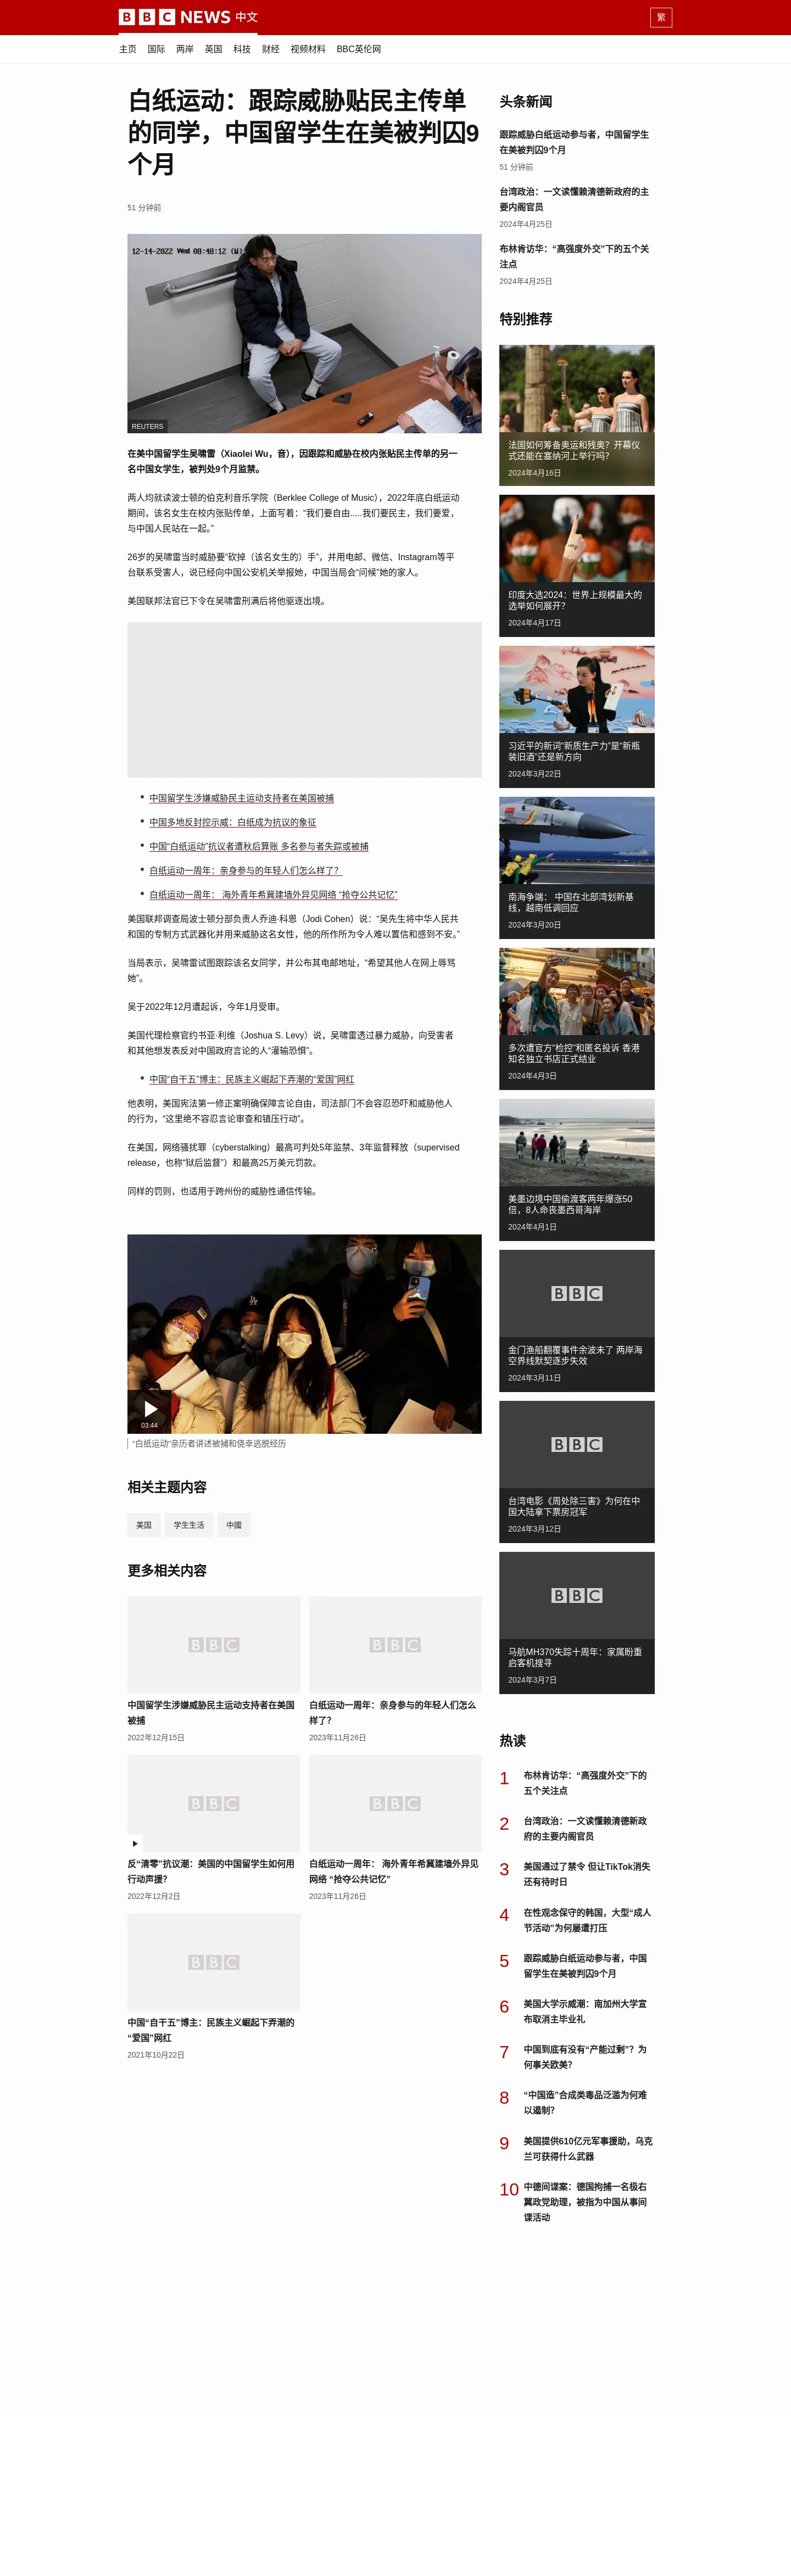 BBC NEWS 中文
繁
主页 国际 两岸 英国 科技 财经 视频材料 BBC英伦网
白纸运动：跟踪威胁贴民主传单
的同学，中国留学生在美被判囚9
个月
51 分钟前
12-14-2022 Wed 08:48:12 (W)
REUTERS
在美中国留学生吴啸雷（Xiaolei Wu，音），因跟踪和威胁在校内张贴民主传单的另一
名中国女学生，被判处9个月监禁。
两人均就读波士顿的伯克利音乐学院（Berklee College of Music），2022年底白纸运动
期间，该名女生在校内张贴传单，上面写着：“我们要自由.....我们要民主，我们要爱，
与中国人民站在一起。”
26岁的吴啸雷当时威胁要“砍掉（该名女生的）手”，并用电邮、微信、Instagram等平
台联系受害人，说已经向中国公安机关举报她，中国当局会“问候”她的家人。
美国联邦法官已下令在吴啸雷刑满后将他驱逐出境。
中国留学生涉嫌威胁民主运动支持者在美国被捕
中国多地反封控示威：白纸成为抗议的象征
中国“白纸运动”抗议者遭秋后算账 多名参与者失踪或被捕
白纸运动一周年：亲身参与的年轻人们怎么样了？
白纸运动一周年： 海外青年希冀建墙外异见网络 “抢夺公共记忆”
美国联邦调查局波士顿分部负责人乔迪·科恩（Jodi Cohen）说：“吴先生将中华人民共
和国的专制方式武器化并用来威胁这名女性，他的所作所为令人难以置信和感到不安。”
当局表示，吴啸雷试图跟踪该名女同学，并公布其电邮地址，“希望其他人在网上辱骂
她”。
吴于2022年12月遭起诉，今年1月受审。
美国代理检察官约书亚·利维（Joshua S. Levy）说，吴啸雷透过暴力威胁，向受害者
和其他想发表反对中国政府言论的人“灌输恐惧”。
中国“自干五”博主：民族主义崛起下弄潮的“爱国”网红
他表明，美国宪法第一修正案明确保障言论自由，司法部门不会容忍恐吓和威胁他人
的行为，“这里绝不容忍言论审查和镇压行动”。
在美国，网络骚扰罪（cyberstalking）最高可判处5年监禁、3年监督释放（supervised
release，也称“狱后监督”）和最高25万美元罚款。
同样的罚则，也适用于跨州份的威胁性通信传输。
03:44
“白纸运动”亲历者讲述被捕和侥幸逃脱经历
相关主题内容
美国 学生生活 中國
更多相关内容
BBC
中国留学生涉嫌威胁民主运动支持者在美国
被捕
2022年12月15日
BBC
白纸运动一周年：亲身参与的年轻人们怎么
样了？
2023年11月26日
BBC
反“清零”抗议潮：美国的中国留学生如何用
行动声援？
2022年12月2日
BBC
白纸运动一周年： 海外青年希冀建墙外异见
网络 “抢夺公共记忆”
2023年11月26日
BBC
中国“自干五”博主：民族主义崛起下弄潮的
“爱国”网红
2021年10月22日
头条新闻
跟踪威胁白纸运动参与者，中国留学生
在美被判囚9个月
51 分钟前
台湾政治：一文读懂赖清德新政府的主
要内阁官员
2024年4月25日
布林肯访华：“高强度外交”下的五个关
注点
2024年4月25日
特别推荐
法国如何筹备奥运和残奥？开幕仪
式还能在塞纳河上举行吗？
2024年4月16日
印度大选2024：世界上规模最大的
选举如何展开？
2024年4月17日
习近平的新词“新质生产力”是“新瓶
装旧酒”还是新方向
2024年3月22日
71
南海争端： 中国在北部湾划新基
线，越南低调回应
2024年3月20日
多次遭官方“检控”和匿名投诉 香港
知名独立书店正式结业
2024年4月3日
美墨边境中国偷渡客两年爆涨50
倍，8人命丧墨西哥海岸
2024年4月1日
BBC
金门渔船翻覆事件余波未了 两岸海
空界线默契逐步失效
2024年3月11日
BBC
台湾电影《周处除三害》为何在中
国大陆拿下票房冠军
2024年3月12日
BBC
马航MH370失踪十周年：家属盼重
启客机搜寻
2024年3月7日
热读
1 布林肯访华：“高强度外交”下的
五个关注点
2 台湾政治：一文读懂赖清德新政
府的主要内阁官员
3 美国通过了禁令 但让TikTok消失
还有待时日
4 在性观念保守的韩国，大型“成人
节活动”为何屡遭打压
5 跟踪威胁白纸运动参与者，中国
留学生在美被判囚9个月
6 美国大学示威潮：南加州大学宣
布取消主毕业礼
7 中国到底有没有“产能过剩”？为
何事关欧美？
8 “中国造”合成类毒品泛滥为何难
以遏制？
9 美国提供610亿元军事援助，乌克
兰可获得什么武器
10 中德间谍案：德国拘捕一名极右
翼政党助理，被指为中国从事间
谍活动